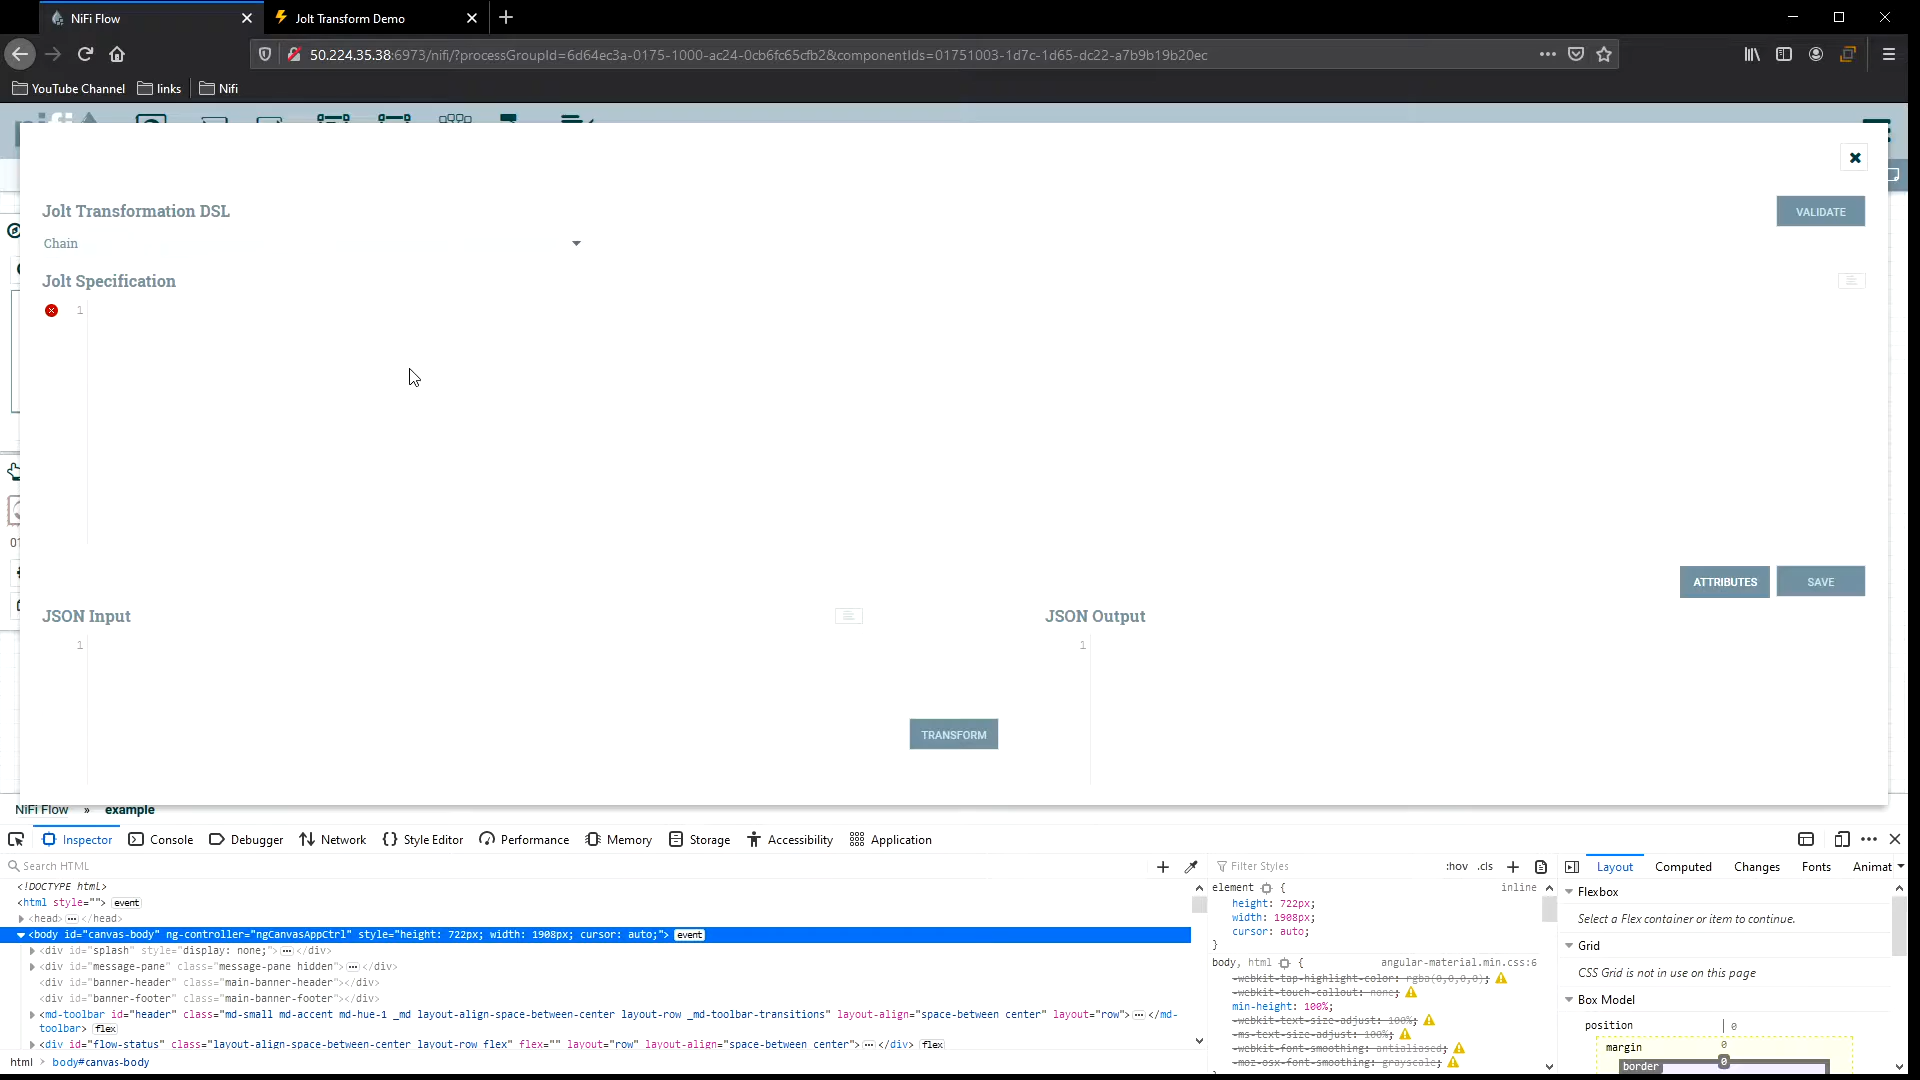 NiFi Flow
Jolt Transform Demo
50.224.35.38:6973/nifi/?processGroupId=6d64ec3a-0175-1000-ac24-0cb6fc65cfb2&componentIds=01751003-1d7c-1d65-dc22-a7b9b19b20ec
YouTube Channel links Nifi
Jolt Transformation DSL
VALIDATE
Chain
Jolt Specification
1
ATTRIBUTES SAVE
JSON Input JSON Output
1 1
TRANSFORM
NiFi Flow » example
Inspector Console Debugger Network Style Editor Performance Memory Storage Accessibility Application
Search HTML
Filter Styles :hov .cls
Layout Computed Changes Fonts Animat
<!DOCTYPE html>
<html style=""> event
<head> ••• </head>
<body id="canvas-body" ng-controller="ngCanvasAppCtrl" style="height: 722px; width: 1908px; cursor: auto;"> event
<div id="splash" style="display: none;"> ••• </div>
<div id="message-pane" class="message-pane hidden"> ••• </div>
<div id="banner-header" class="main-banner-header"></div>
<div id="banner-footer" class="main-banner-footer"></div>
<md-toolbar id="header" class="md-small md-accent md-hue-1 _md layout-align-space-between-center layout-row _md-toolbar-transitions" layout-align="space-between center" layout="row"> ••• </md-
toolbar> flex
<div id="flow-status" class="layout-align-space-between-center layout-row flex" flex="" layout="row" layout-align="space-between center"> ••• </div> flex
html > body#canvas-body
element { inline
height: 722px;
width: 1908px;
cursor: auto;
}
body, html { angular-material.min.css:6
-webkit-tap-highlight-color: rgba(0,0,0,0);
-webkit-touch-callout: none;
min-height: 100%;
-webkit-text-size-adjust: 100%;
-ms-text-size-adjust: 100%;
-webkit-font-smoothing: antialiased;
-moz-osx-font-smoothing: grayscale;
Flexbox
Select a Flex container or item to continue.
Grid
CSS Grid is not in use on this page
Box Model
position 0
margin 0
border 0